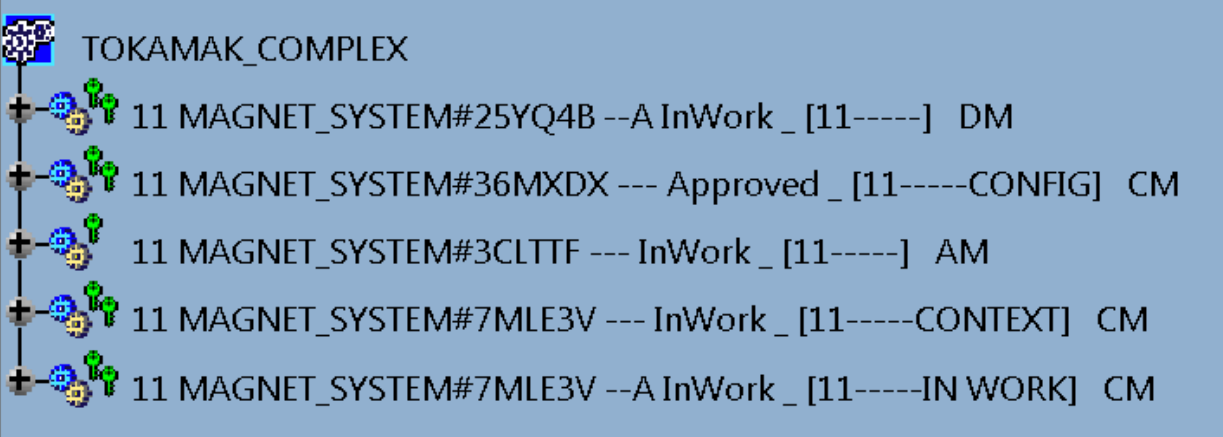 TOKAMAK_COMPLEX
11 MAGNET_SYSTEM#25YQ4B --A InWork _ [11-----] DM
11 MAGNET_SYSTEM#36MXDX --- Approved _ [11-----CONFIG] CM
11 MAGNET_SYSTEM#3CLTTF --- InWork _ [11-----] AM
11 MAGNET_SYSTEM#7MLE3V --- InWork _ [11-----CONTEXT] CM
11 MAGNET_SYSTEM#7MLE3V --A InWork _ [11-----IN WORK] CM